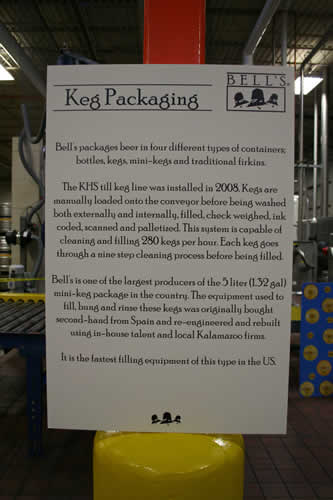 BELL'S
Keg Packaging
Bell's packages beer in four different types of containers;
bottles, kegs, mini-kegs and traditional firkins.
The KHS till keg line was installed in 2008. Kegs are
manually loaded onto the conveyor before being washed
both externally and internally, filled, check weighed, ink
coded, scanned and palletized. This system is capable of
cleaning and filling 280 kegs per hour. Each keg goes
through a nine step cleaning process before being filled.
Bell's is one of the largest producers of the 5 liter (1.32 gal)
mini-keg package in the country. The equipment used to
fill, bung and rinse these kegs was originally bought
second-hand from Spain and re-engineered and rebuilt
using in-house talent and local Kalamazoo firms.
It is the fastest filling equipment of this type in the US.